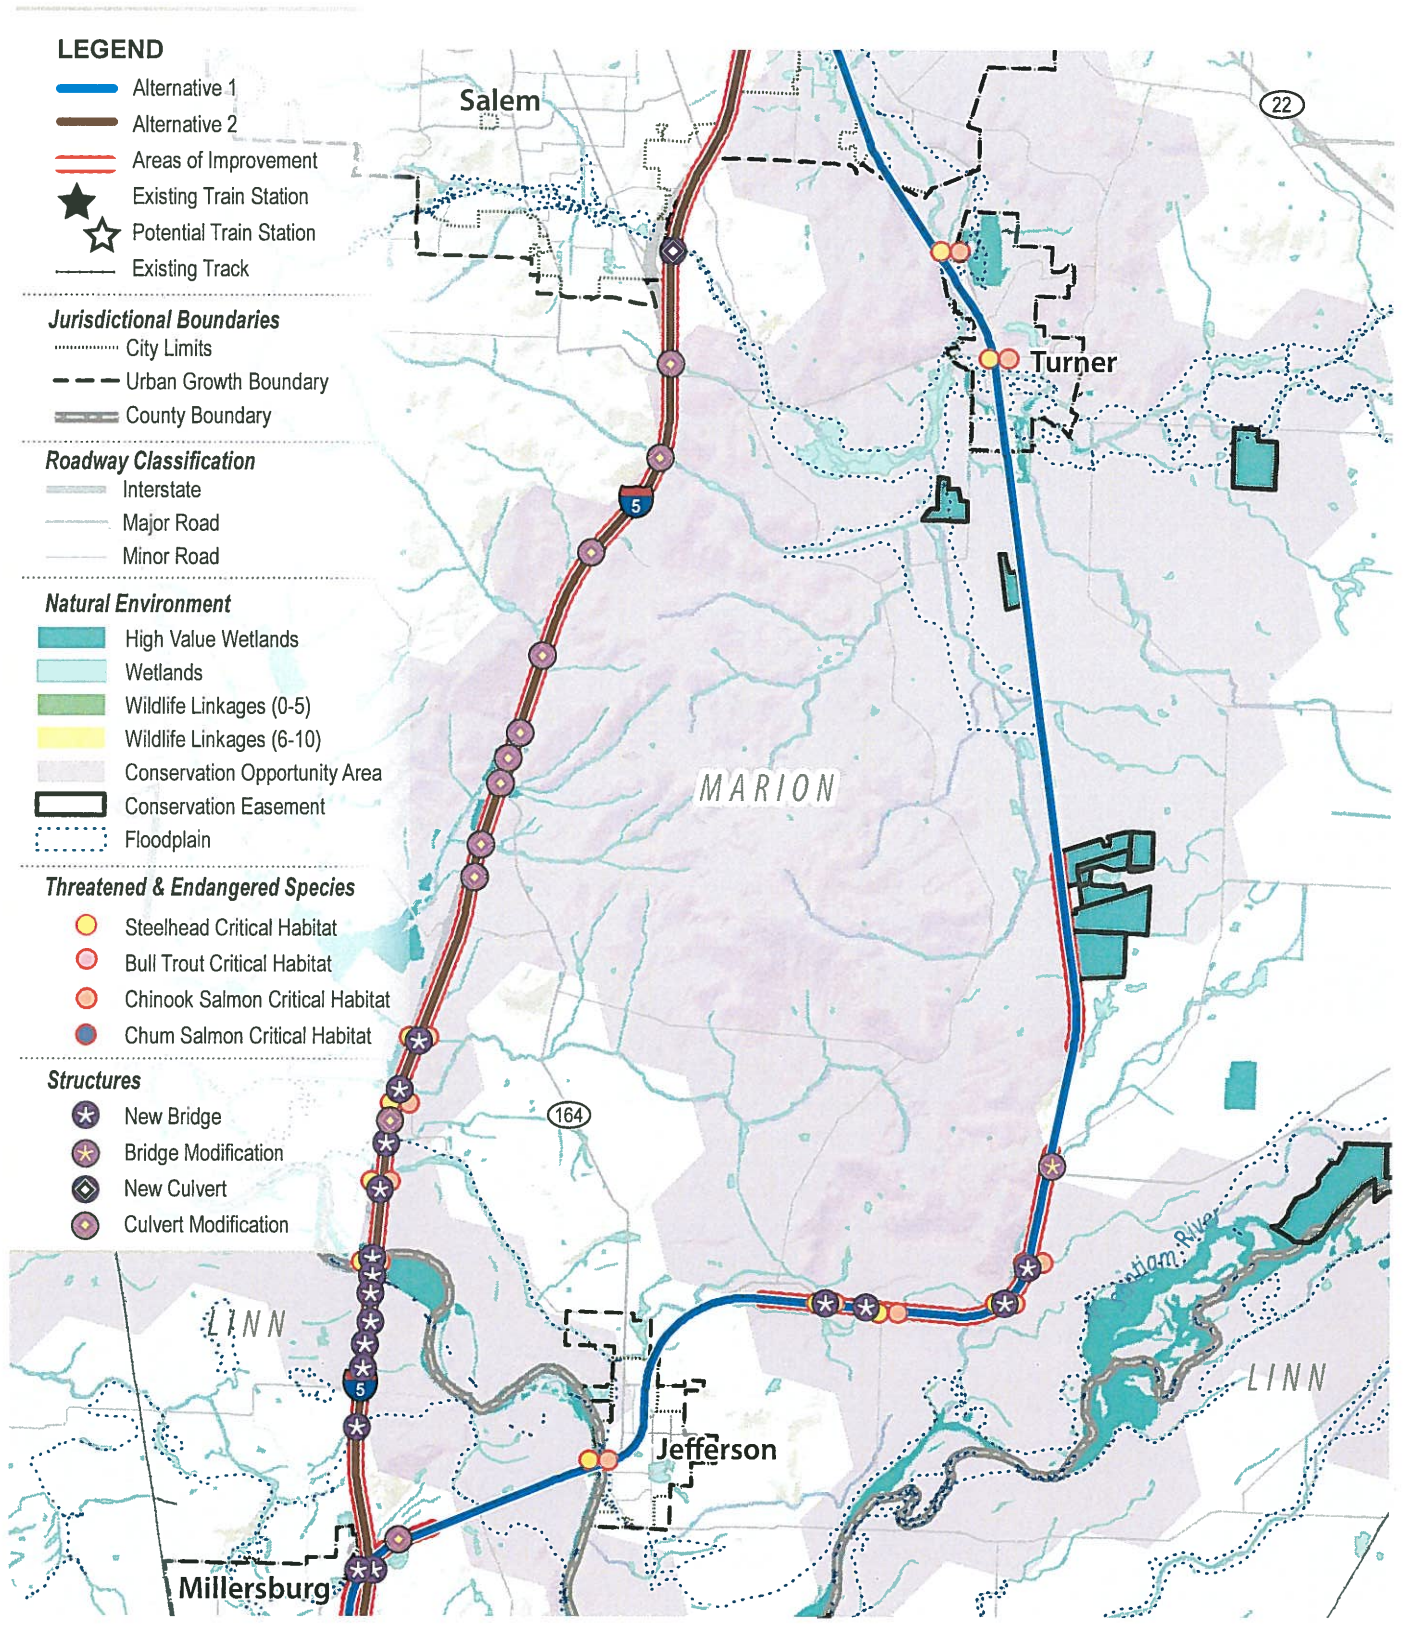 LEGEND
Alternative 1
Alternative 2
Areas of Improvement
Existing Train Station
Potential Train Station
Existing Track
Jurisdictional Boundaries
City Limits
Urban Growth Boundary
County Boundary
Roadway Classification
Interstate
Major Road
Minor Road
Natural Environment
High Value Wetlands
Wetlands
Wildlife Linkages (0-5)
Wildlife Linkages (6-10)
Conservation Opportunity Area
Conservation Easement
Floodplain
Threatened & Endangered Species
Steelhead Critical Habitat
Bull Trout Critical Habitat
Chinook Salmon Critical Habitat
Chum Salmon Critical Habitat
Structures
New Bridge
Bridge Modification
New Culvert
Culvert Modification
Salem
22
Turner
5
MARION
164
River
LINN
LINN
5
Jefferson
Millersburg